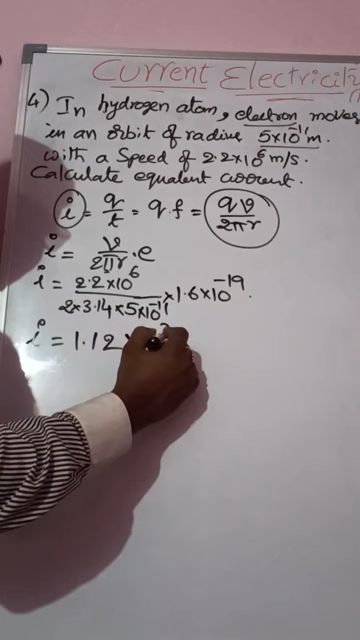 Current Electricity
4) In hydrogen atom, electron moves
in an orbit of radius 5×10⁻¹¹ m.
with a speed of 2.2×10⁶ m/s.
Calculate equalent current.
i = q/t = q.f = qv/2πr
i = v/2πr . e
i = 2.2×10⁶/2×3.14×5×10⁻¹¹ × 1.6×10⁻¹⁹.
i = 1.12 ×